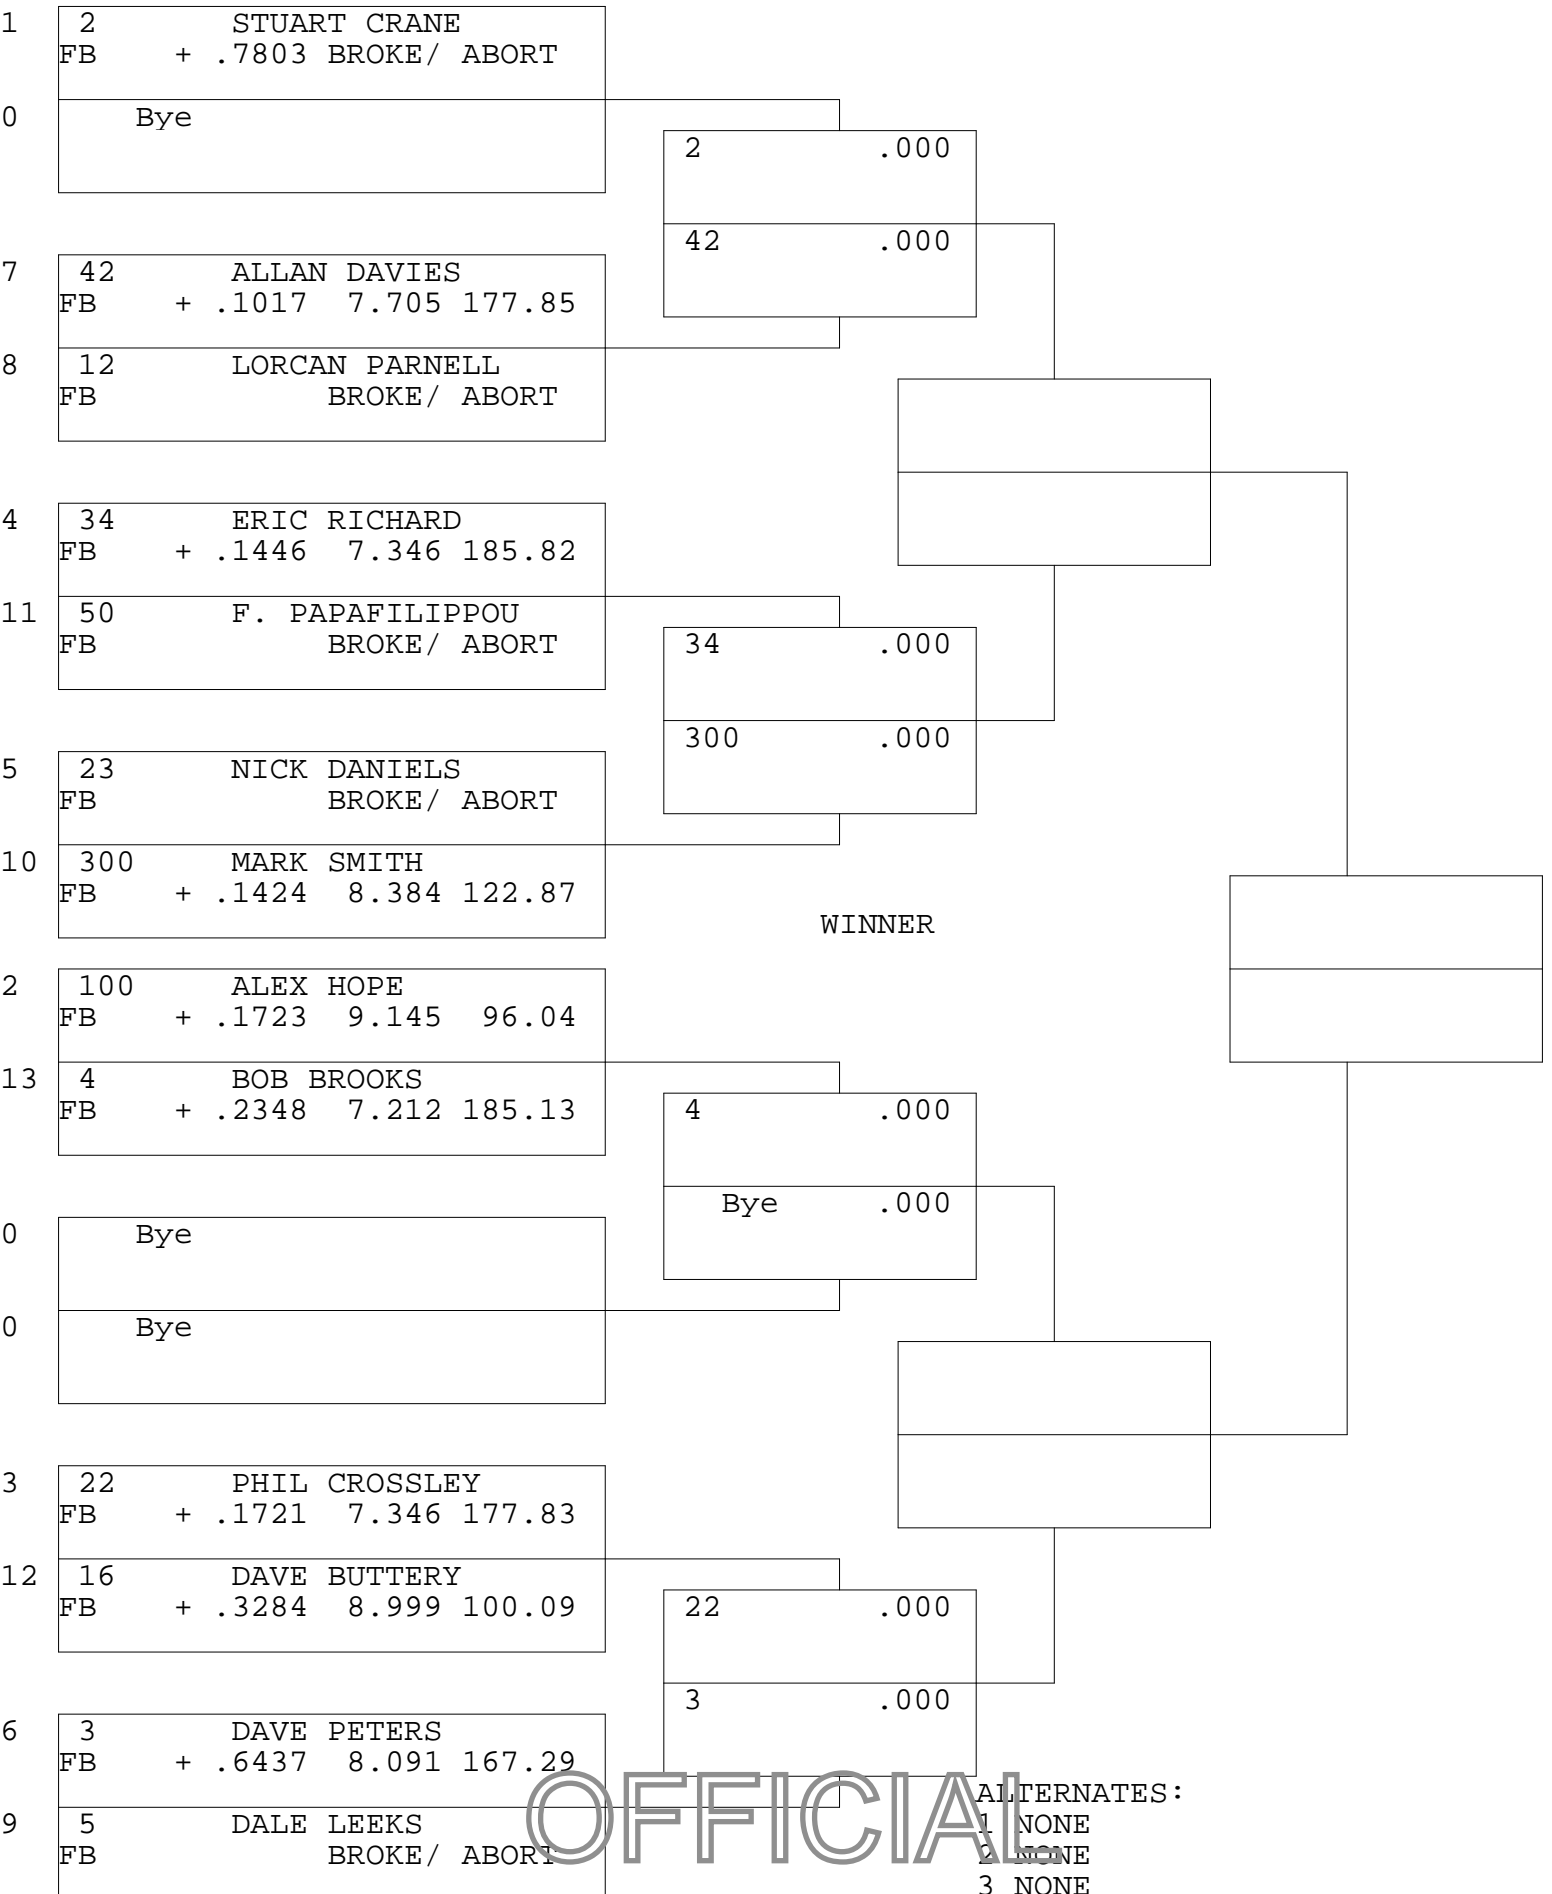 1 2 STUART CRANE
FB + .7803 BROKE/ ABORT
0 Bye
2 .000
42 .000
7 42 ALLAN DAVIES
FB + .1017 7.705 177.85
8 12 LORCAN PARNELL
FB BROKE/ ABORT
4 34 ERIC RICHARD
FB + .1446 7.346 185.82
11 50 F. PAPAFILIPPOU
FB BROKE/ ABORT
34 .000
300 .000
5 23 NICK DANIELS
FB BROKE/ ABORT
10 300 MARK SMITH
FB + .1424 8.384 122.87
WINNER
2 100 ALEX HOPE
FB + .1723 9.145 96.04
13 4 BOB BROOKS
FB + .2348 7.212 185.13
4 .000
Bye .000
0 Bye
0 Bye
3 22 PHIL CROSSLEY
FB + .1721 7.346 177.83
12 16 DAVE BUTTERY
FB + .3284 8.999 100.09
22 .000
3 .000
6 3 DAVE PETERS
FB + .6437 8.091 167.29
9 5 DALE LEEKS
FB BROKE/ ABORT
OFFICIAL
ALTERNATES:
1 NONE
2 NONE
3 NONE